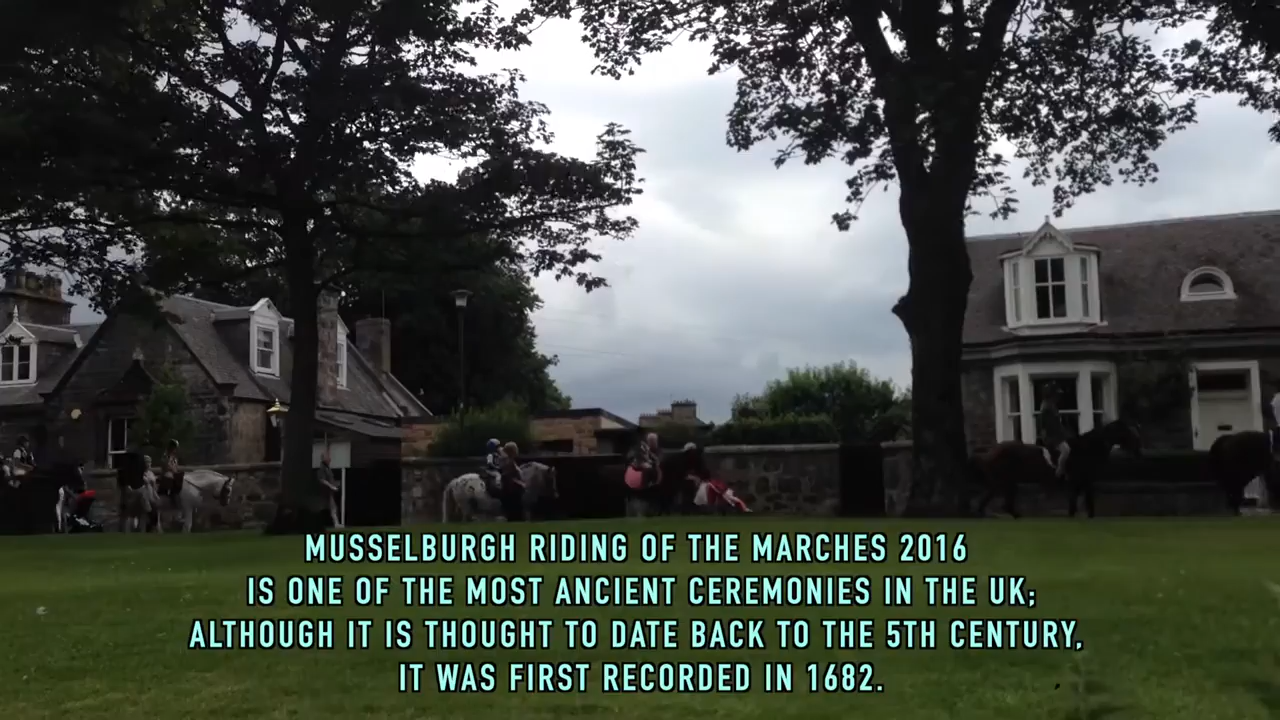 MUSSELBURGH RIDING OF THE MARCHES 2016
IS ONE OF THE MOST ANCIENT CEREMONIES IN THE UK;
ALTHOUGH IT IS THOUGHT TO DATE BACK TO THE 5TH CENTURY,
IT WAS FIRST RECORDED IN 1682.